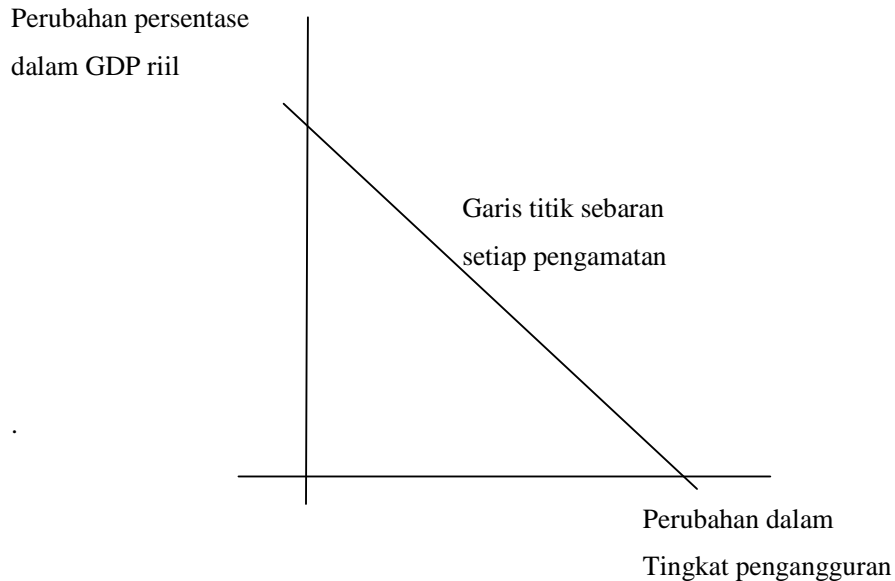 Perubahan persentase
dalam GDP riil
Garis titik sebaran
setiap pengamatan
.
Perubahan dalam
Tingkat pengangguran